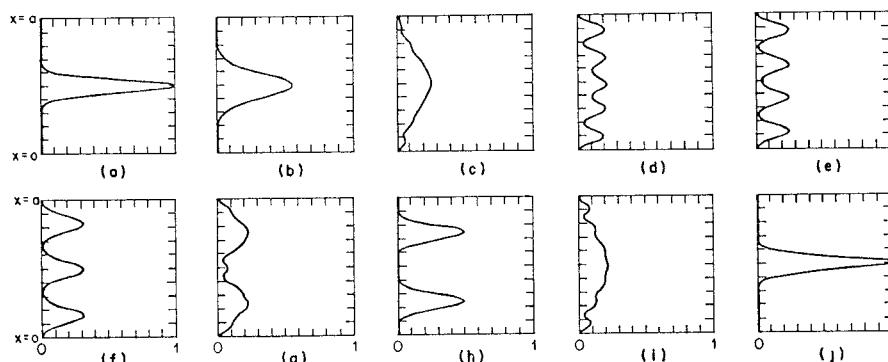 x=a
x=o
(a)
(b)
(c)
(d)
(e)
x=a
x=o
0 1
0 1
0 1
0 1
0 1
(f)
(g)
(h)
(i)
(j)